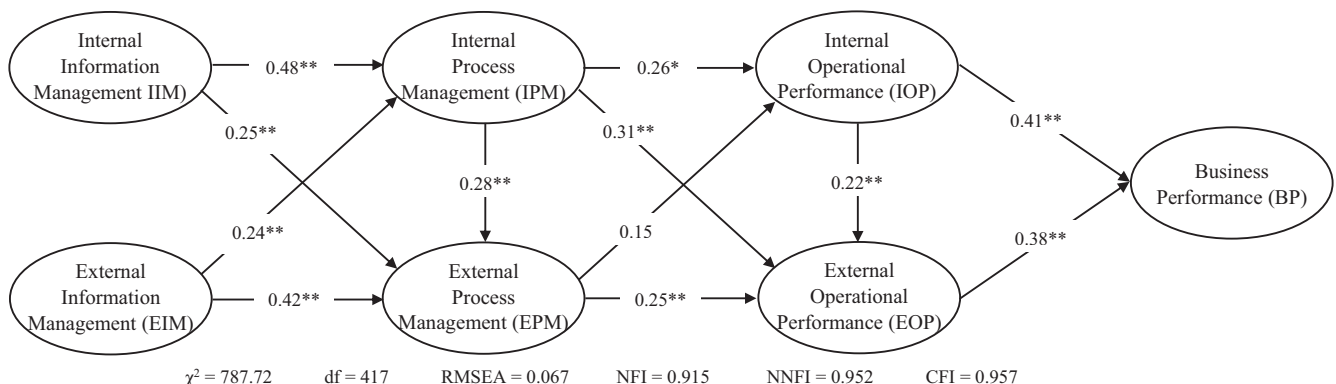 Internal
Information
Management IIM)
0.48**
Internal
Process
Management (IPM)
0.26*
Internal
Operational
Performance (IOP)
0.25**
0.31**
0.41**
0.28**
0.22**
Business
Performance (BP)
0.24**
0.15
0.38**
External
Information
Management (EIM)
0.42**
External
Process
Management (EPM)
0.25**
External
Operational
Performance (EOP)
χ² = 787.72 df = 417 RMSEA = 0.067 NFI = 0.915 NNFI = 0.952 CFI = 0.957